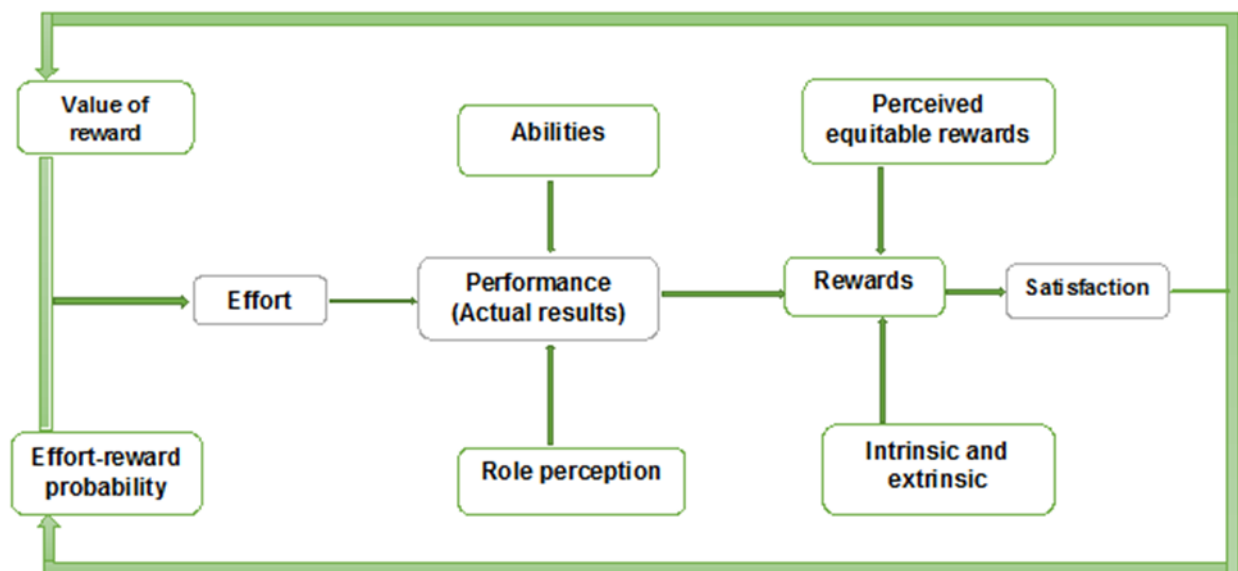 Value of
reward
Abilities
Perceived
equitable rewards
Effort
Performance
(Actual results)
Rewards
Satisfaction
Effort-reward
probability
Role perception
Intrinsic and
extrinsic